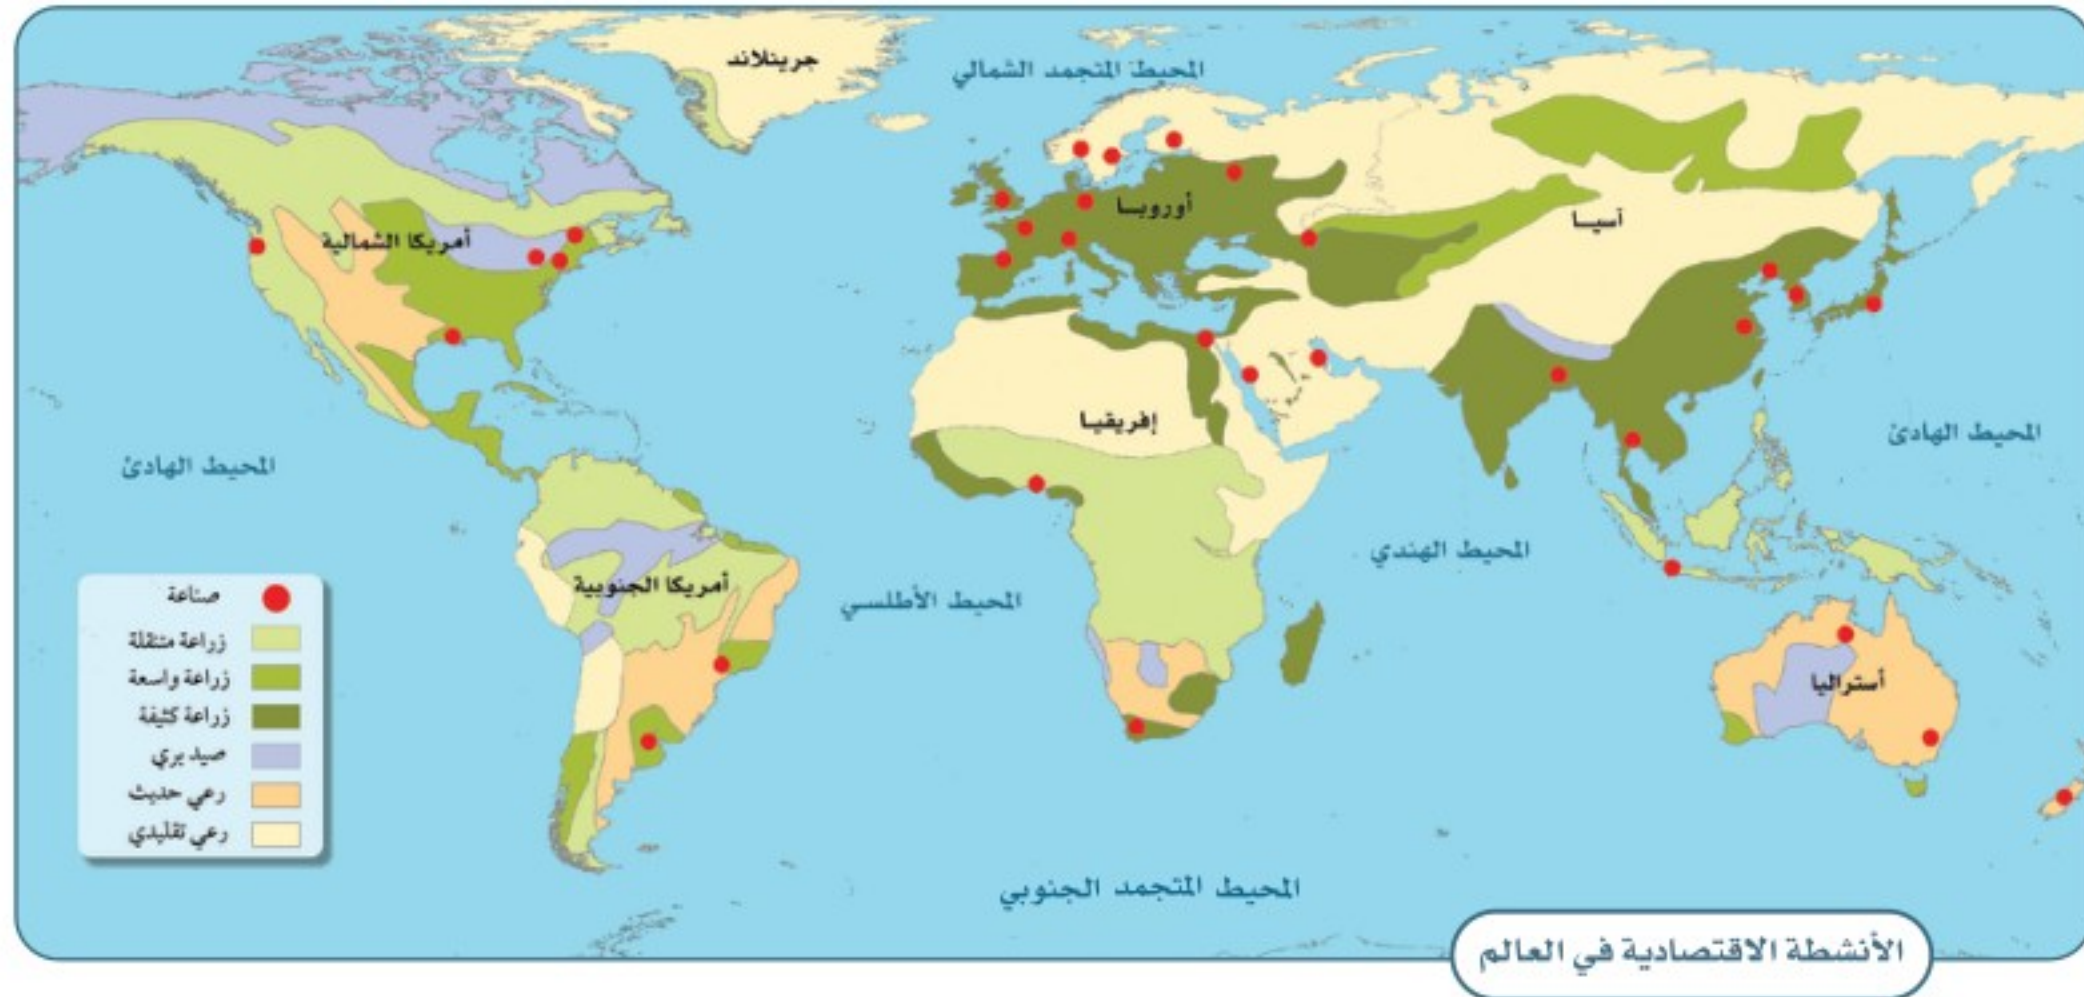 جرينلاند
المحيط المتجمد الشمالي
أمريكا الشمالية
أوروبا
آسيا
إفريقيا
المحيط الهادئ
المحيط الهادئ
المحيط الهندي
المحيط الأطلسي
أمريكا الجنوبية
أستراليا
صناعة
زراعة متنقلة
زراعة واسعة
زراعة كثيفة
صيد بري
رعي حديث
رعي تقليدي
المحيط المتجمد الجنوبي
الأنشطة الاقتصادية في العالم